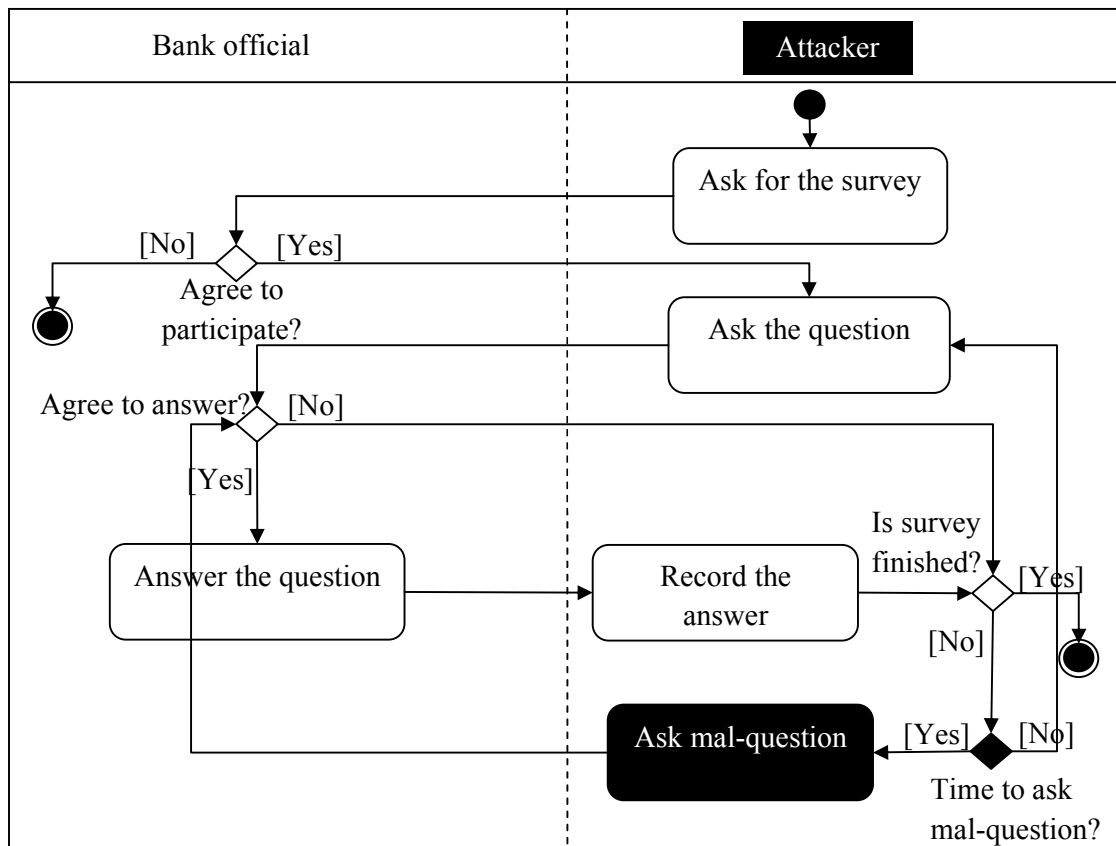 Bank official
Attacker
Ask for the survey
[No]
[Yes]
Agree to
participate?
Ask the question
Agree to answer?
[No]
[Yes]
Is survey
finished?
Answer the question
Record the
answer
[Yes]
[No]
Ask mal-question
[Yes]
[No]
Time to ask
mal-question?